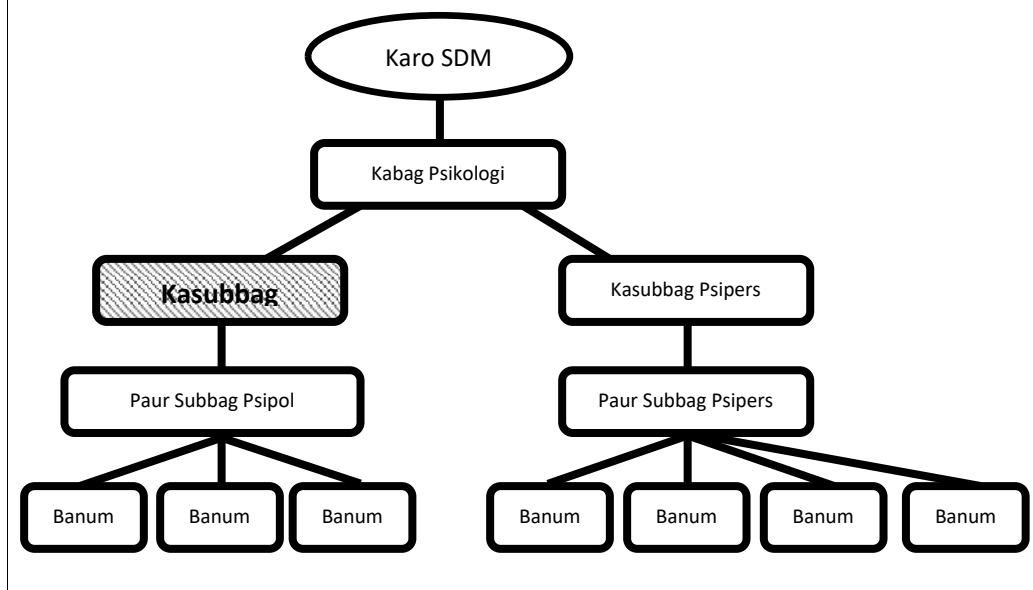 Karo SDM
Kabag Psikologi
Kasubbag
Kasubbag Psipers
Paur Subbag Psipol
Paur Subbag Psipers
Banum
Banum
Banum
Banum
Banum
Banum
Banum